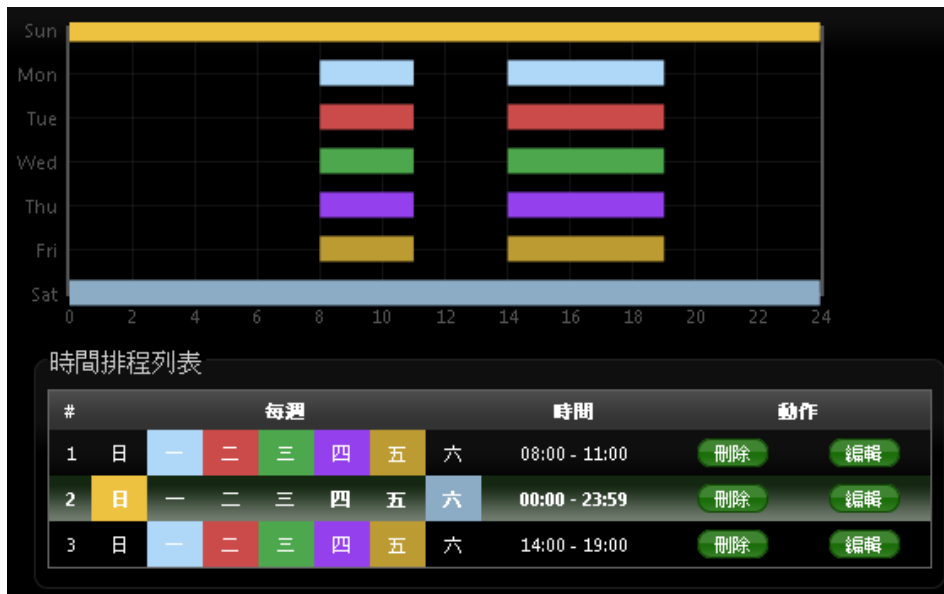 Sun
Mon
Tue
Wed
Thu
Fri
Sat
0 2 4 6 8 10 12 14 16 18 20 22 24
時間排程列表
# 每週 時間 動作
1 日 一 二 三 四 五 六 08:00 - 11:00 刪除 編輯
2 日 一 二 三 四 五 六 00:00 - 23:59 刪除 編輯
3 日 一 二 三 四 五 六 14:00 - 19:00 刪除 編輯